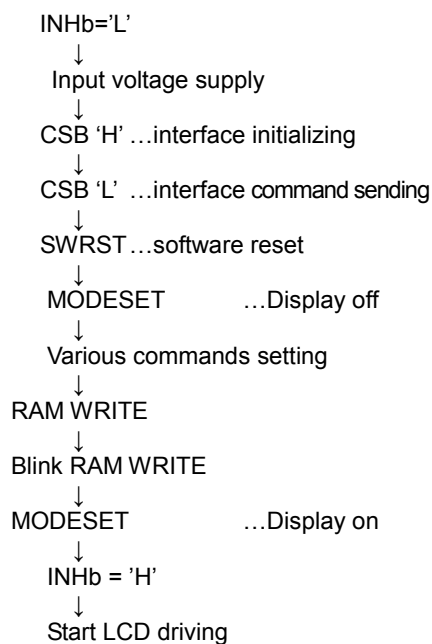 INHb='L'
↓
Input voltage supply
↓
CSB ‘H’ …interface initializing
↓
CSB ‘L’ …interface command sending
↓
SWRST…software reset
↓
MODESET …Display off
↓
Various commands setting
↓
RAM WRITE
↓
Blink RAM WRITE
↓
MODESET …Display on
↓
INHb = ’H’
↓
Start LCD driving